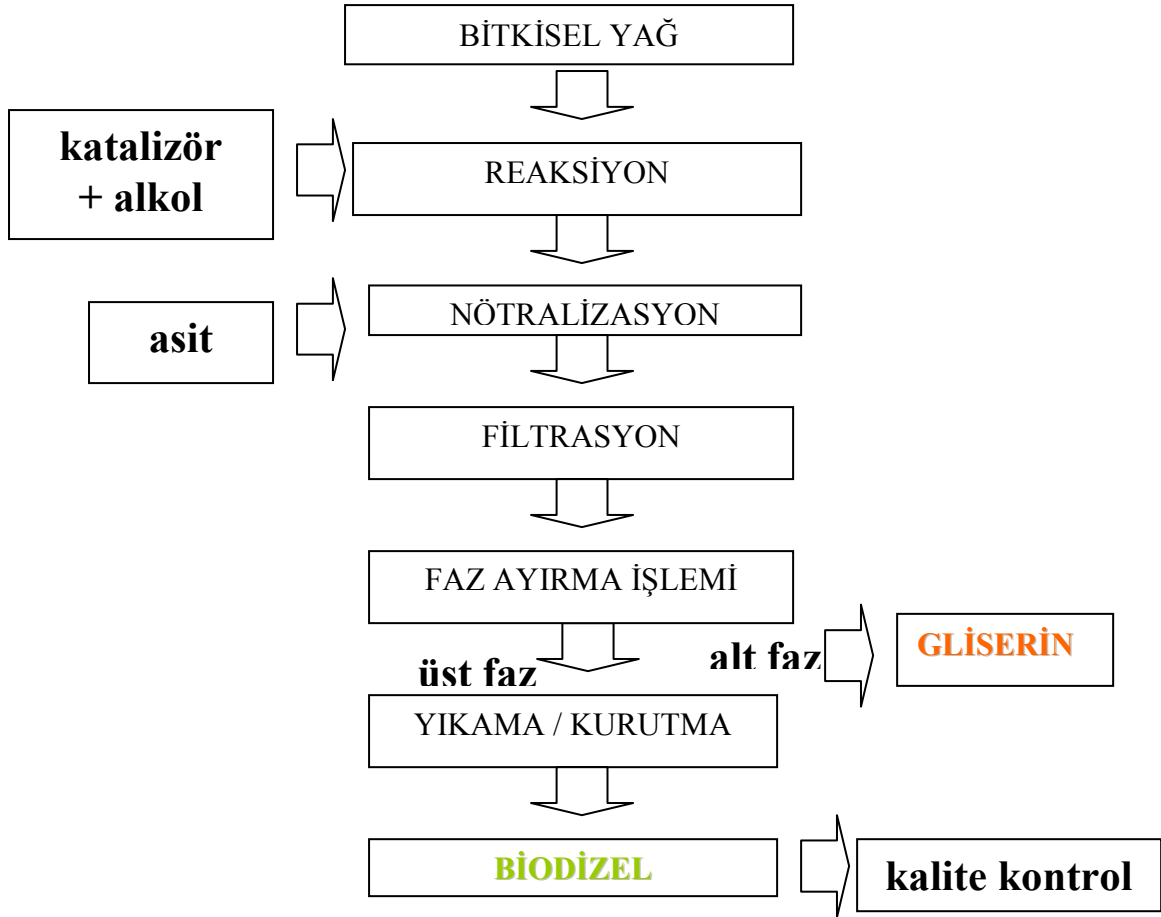 BİTKİSEL YAĞ
katalizör
+ alkol
REAKSİYON
asit
NÖTRALİZASYON
FİLTRASYON
FAZ AYIRMA İŞLEMİ
üst faz
alt faz
GLİSERİN
YIKAMA / KURUTMA
BİODİZEL
kalite kontrol